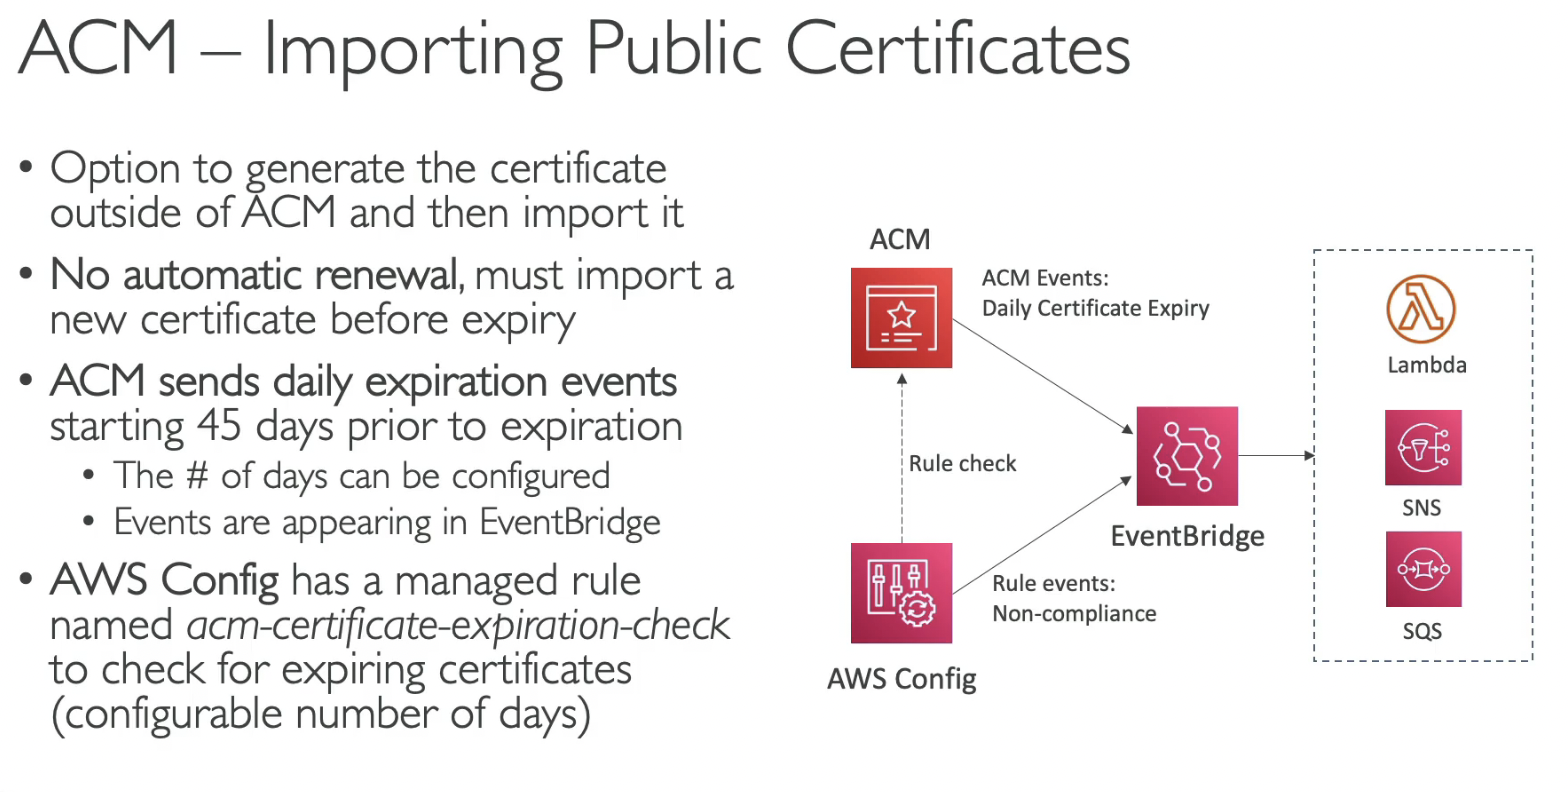 ACM – Importing Public Certificates
• Option to generate the certificate
outside of ACM and then import it
• No automatic renewal, must import a
new certificate before expiry
• ACM sends daily expiration events
starting 45 days prior to expiration
• The # of days can be configured
• Events are appearing in EventBridge
• AWS Config has a managed rule
named acm-certificate-expiration-check
to check for expiring certificates
(configurable number of days)
ACM
ACM Events:
Daily Certificate Expiry
Rule check
AWS Config
Rule events:
Non-compliance
EventBridge
Lambda
SNS
SQS